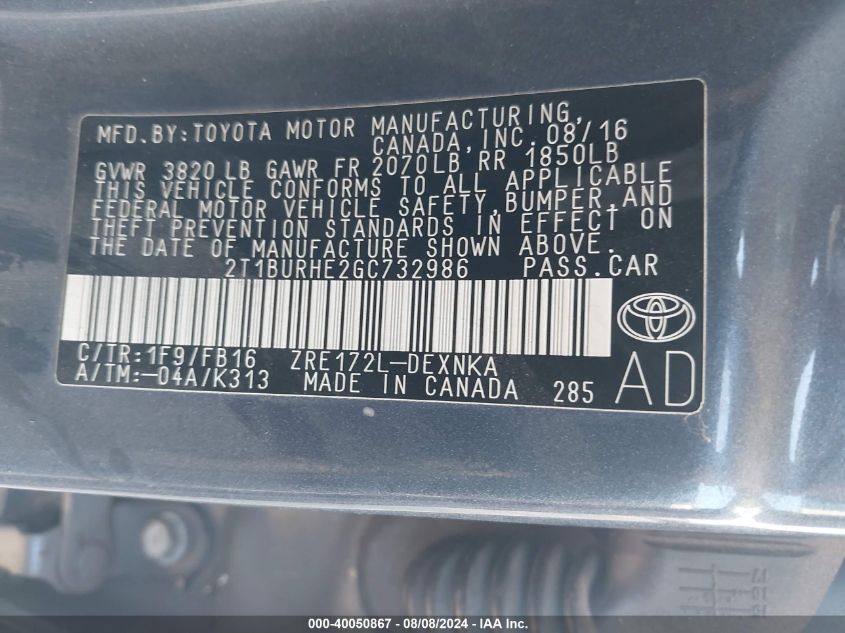 MFD.BY:TOYOTA MOTOR MANUFACTURING,
CANADA,INC. 08/16
GVWR 3820 LB GAWR FR 2070LB, RR 1850LB
THIS VEHICLE CONFORMS TO ALL APPLICABLE
FEDERAL MOTOR VEHICLE SAFETY,BUMPER,AND
THEFT PREVENTION STANDARDS IN EFFECT ON
THE DATE OF MANUFACTURE SHOWN ABOVE.
2T1BURHE2GC732986 PASS.CAR
C/TR:1F9/FB16 ZRE172L-DEXNKA
A/TM:-04A/K313 MADE IN CANADA 285 AD
000-40050867 - 08/08/2024 - IAAI Inc.